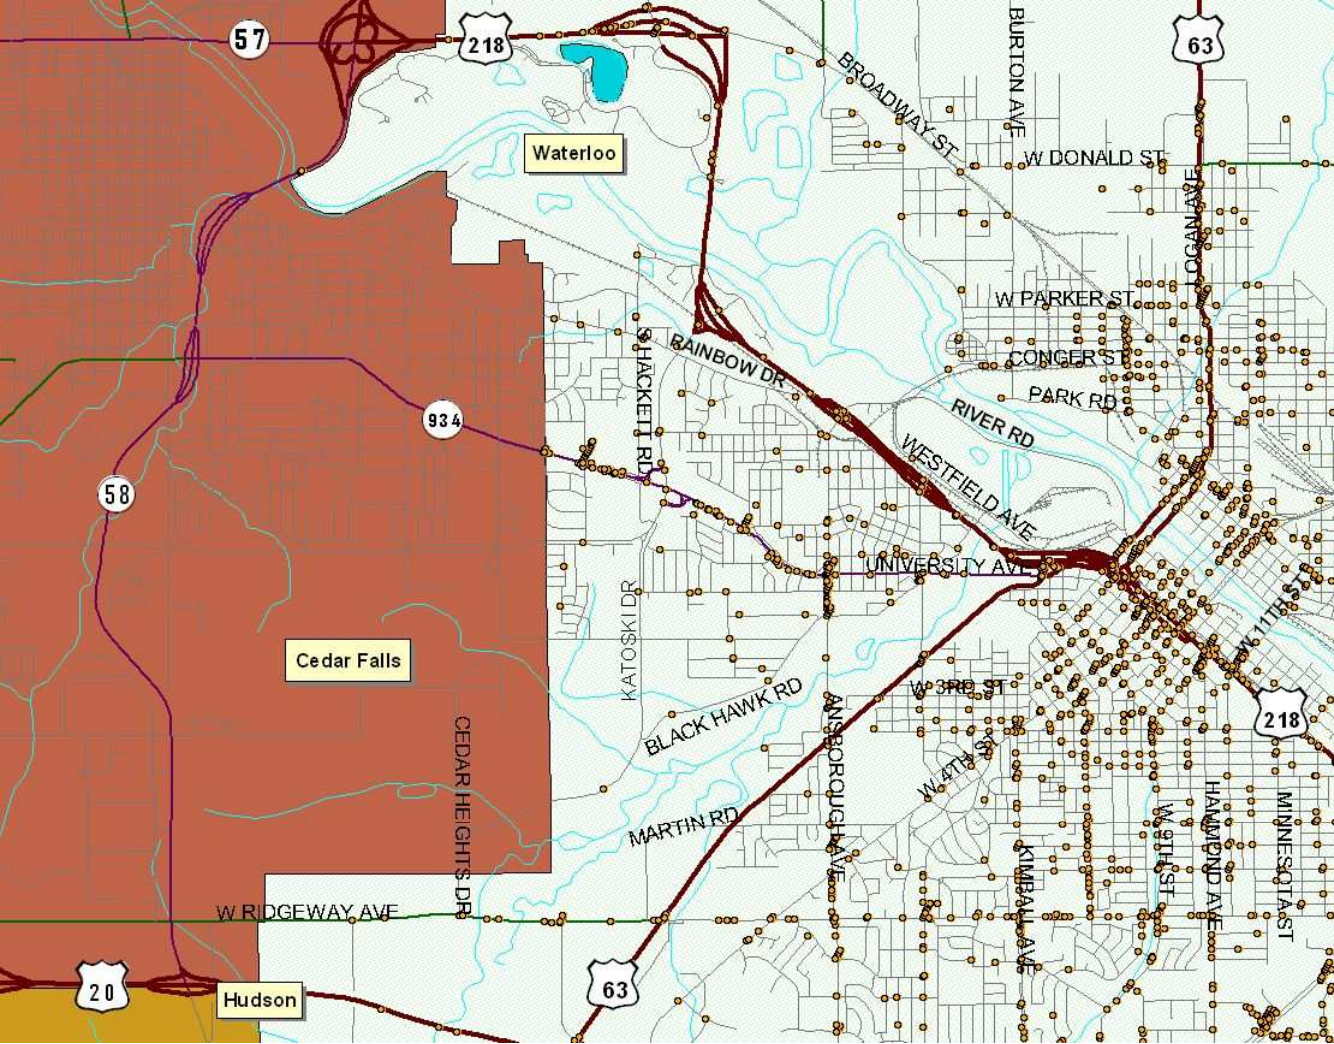 57
218
63
BURTON AVE
BROADWAY ST
Waterloo
W DONALD ST
LOGAN AVE
W PARKER ST
S HACKETT RD
RAINBOW DR
CONGER ST
PARK RD
934
RIVER RD
WESTFIELD AVE
58
UNIVERSITY AVE
KATOSKI DR
W 11TH ST
Cedar Falls
W 3RD ST
BLACK HAWK RD
218
CEDAR HEIGHTS DR
ANSBOROUGH AVE
W 4TH ST
MARTIN RD
KIMBALL AVE
W 9TH ST
HAMMOND AVE
MINNESOTA ST
W RIDGEWAY AVE
20
Hudson
63